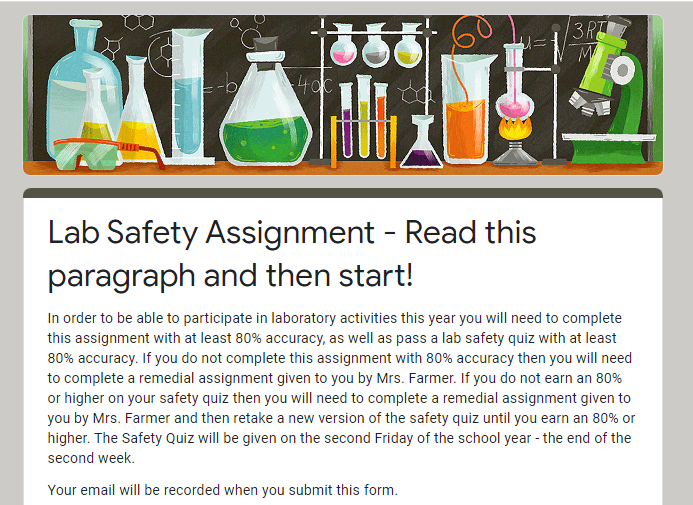 Lab Safety Assignment - Read this
paragraph and then start!
In order to be able to participate in laboratory activities this year you will need to complete
this assignment with at least 80% accuracy, as well as pass a lab safety quiz with at least
80% accuracy. If you do not complete this assignment with 80% accuracy then you will need
to complete a remedial assignment given to you by Mrs. Farmer. If you do not earn an 80%
or higher on your safety quiz then you will need to complete a remedial assignment given to
you by Mrs. Farmer and then retake a new version of the safety quiz until you earn an 80% or
higher. The Safety Quiz will be given on the second Friday of the school year - the end of the
second week.
Your email will be recorded when you submit this form.